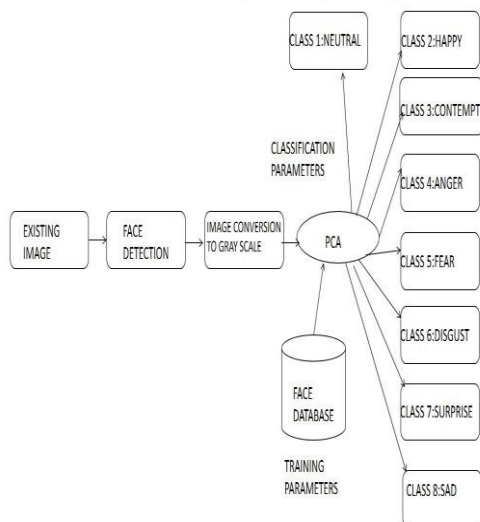 CLASS 1:NEUTRAL
CLASS 2:HAPPY
CLASS 3:CONTEMPT
CLASSIFICATION
PARAMETERS
CLASS 4:ANGER
EXISTING
IMAGE
FACE
DETECTION
IMAGE CONVERSION
TO GRAY SCALE
PCA
CLASS 5:FEAR
CLASS 6:DISGUST
FACE
DATABASE
CLASS 7:SURPRISE
TRAINING
PARAMETERS
CLASS 8:SAD